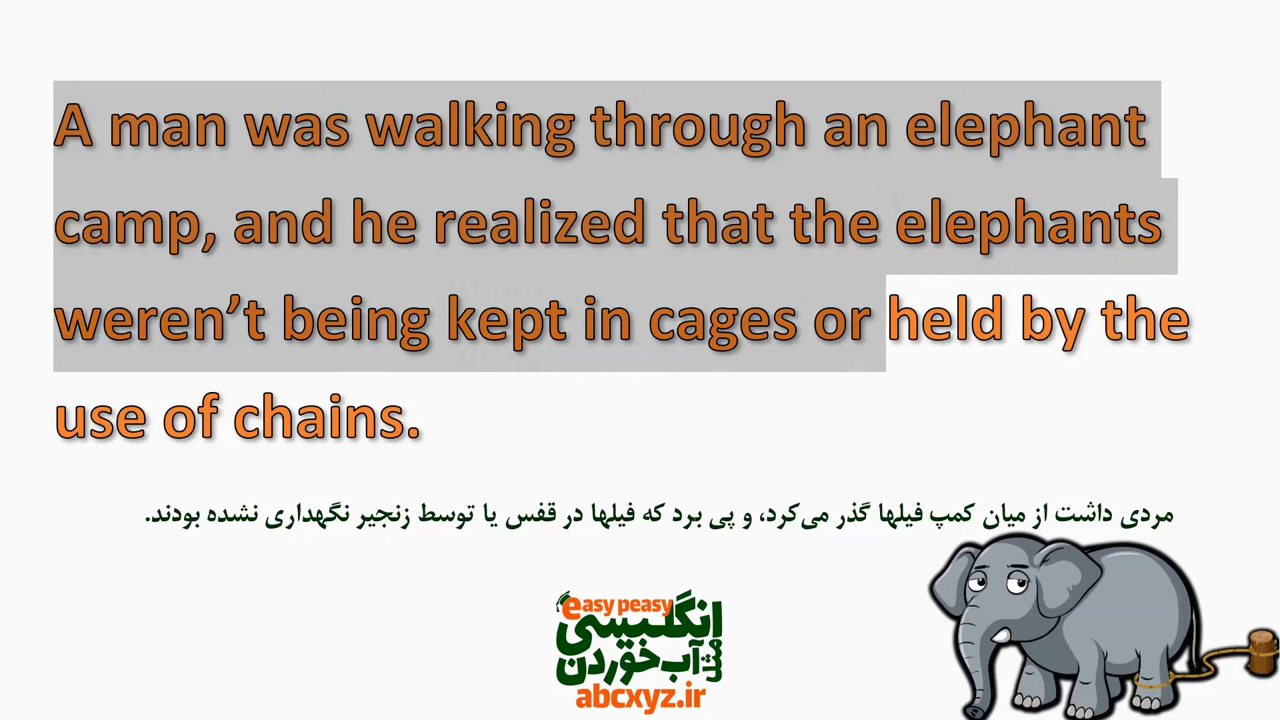 A man was walking through an elephant
camp, and he realized that the elephants
weren’t being kept in cages or held by the
use of chains.
مردی داشت از میان کمپ فیلها گذر می‌کرد، و پی برد که فیلها در قفس یا توسط زنجیر نگهداری نشده بودند.
easy peasy
انگلیسی
مثل آب خوردن
abcxyz.ir